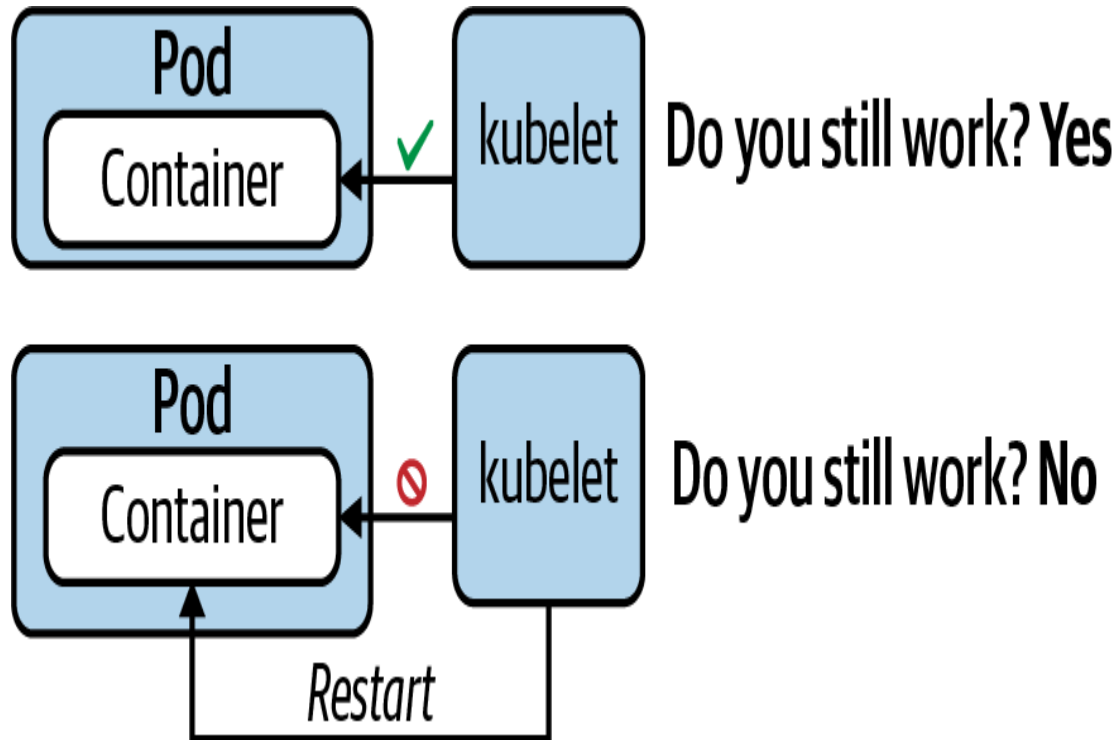 Pod
Container
kubelet
Do you still work? Yes
Pod
Container
kubelet
Do you still work? No
Restart